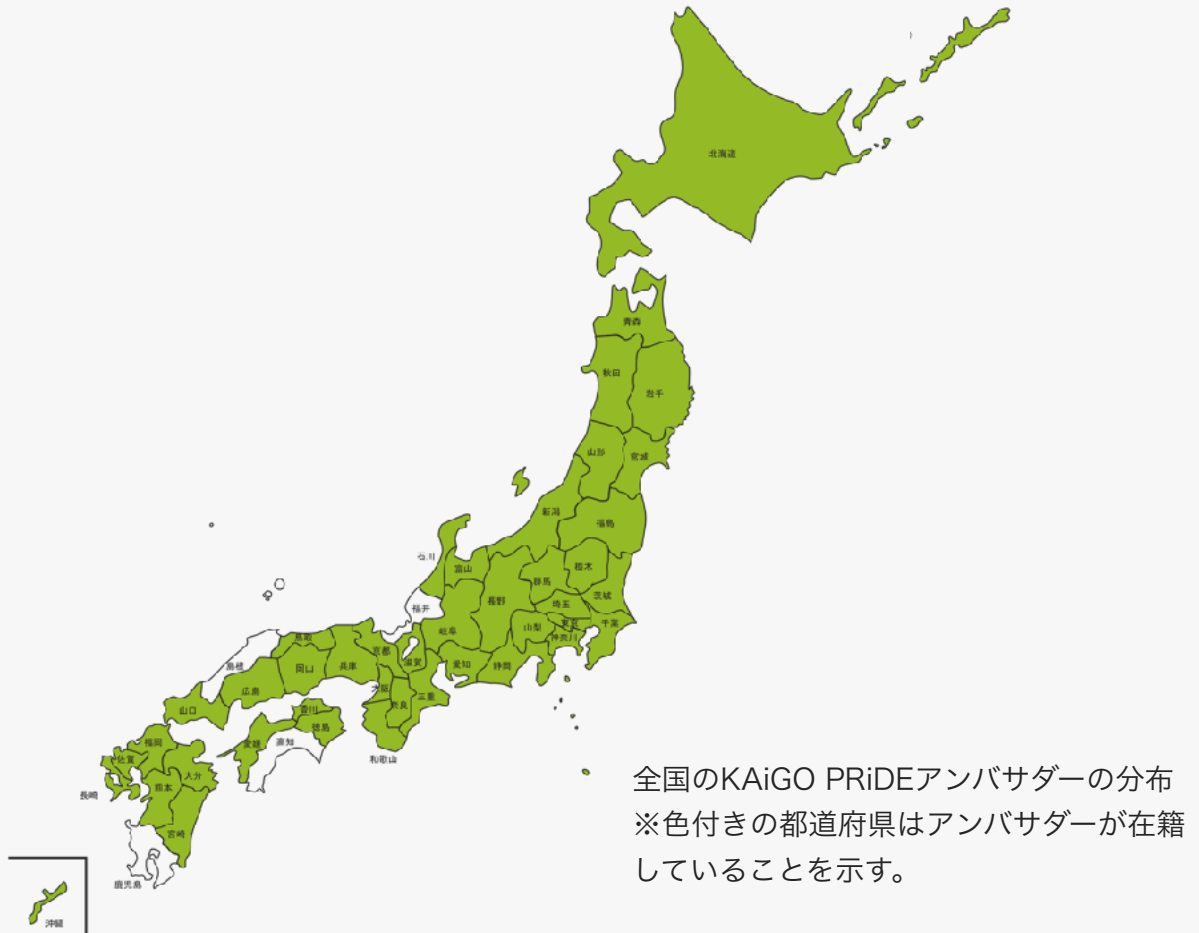 北海道
青森
秋田
岩手
山形
宮城
新潟
福島
石川
富山
栃木
群馬
長野
茨城
福井
埼玉
岐阜
東京
山梨
千葉
神奈川
鳥取
京都
島根
岡山
兵庫
滋賀
愛知
静岡
広島
大阪
三重
山口
奈良
香川
徳島
福岡
愛媛
高知
佐賀
和歌山
大分
熊本
長崎
宮崎
鹿児島
沖縄
全国のKAiGO PRiDEアンバサダーの分布
※色付きの都道府県はアンバサダーが在籍
していることを示す。